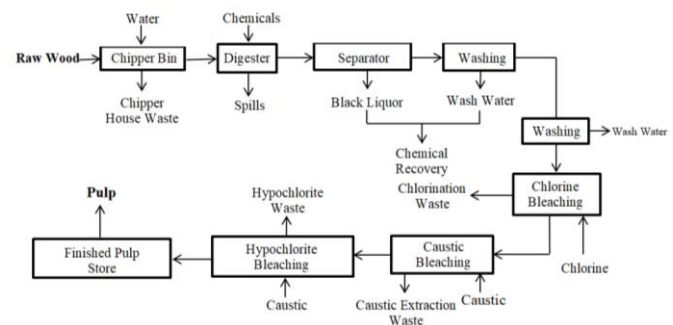 Water
Chemicals
Raw Wood
Chipper Bin
Digester
Separator
Washing
Chipper
House Waste
Spills
Black Liquor
Wash Water
Chemical
Recovery
Washing
Wash Water
Chlorine
Bleaching
Chlorination
Waste
Chlorine
Caustic
Bleaching
Caustic Extraction
Waste
Caustic
Hypochlorite
Waste
Hypochlorite
Bleaching
Caustic
Pulp
Finished Pulp
Store